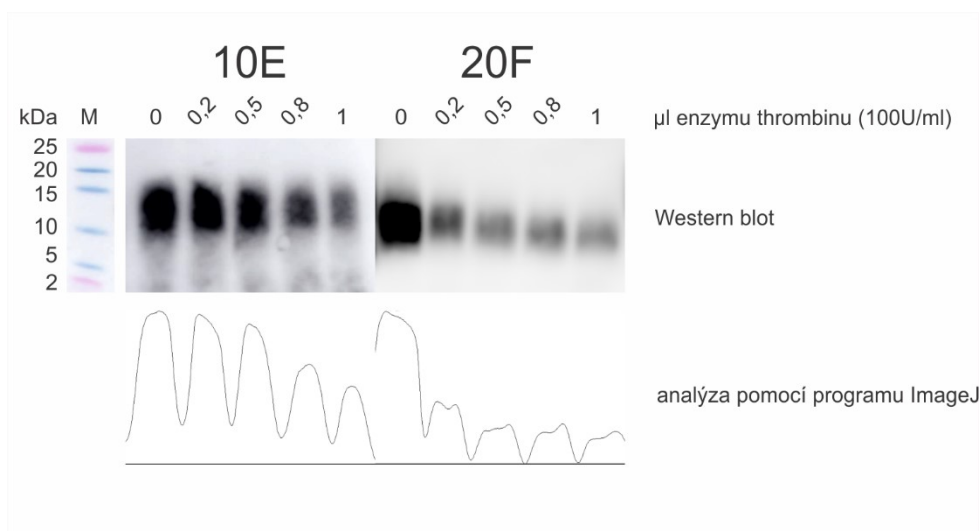 10E 20F
kDa M 0 0,2 0,5 0,8 1 0 0,2 0,5 0,8 1 µl enzymu thrombinu (100U/ml)
25
20
15
10 Western blot
5
2
analýza pomocí programu ImageJ